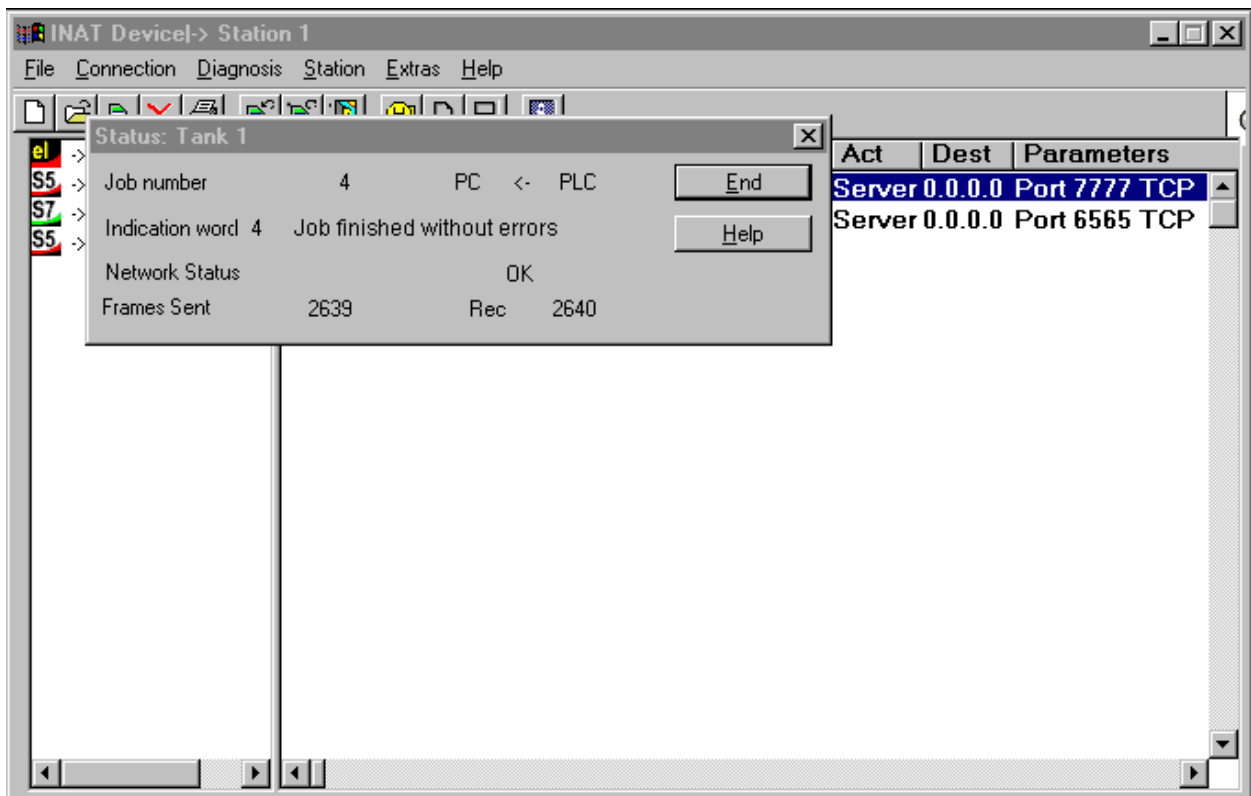 INAT Device|-> Station 1
File Connection Diagnosis Station Extras Help
Status: Tank 1
Job number 4 PC <- PLC End
Indication word 4 Job finished without errors Help
Network Status OK
Frames Sent 2639 Rec 2640
el ->
S5 ->
S7 ->
S5 ->
Act Dest Parameters
Server 0.0.0.0 Port 7777 TCP
Server 0.0.0.0 Port 6565 TCP